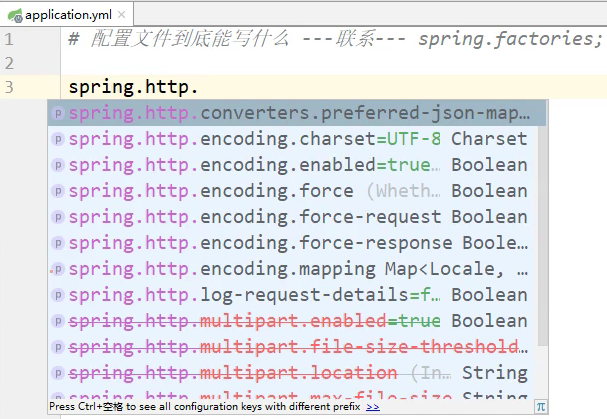 application.yml
1 # 配置文件到底能写什么 ---联系--- spring.factories;
2
3 spring.http.
spring.http.converters.preferred-json-map…
spring.http.encoding.charset=UTF-8 Charset
spring.http.encoding.enabled=true… Boolean
spring.http.encoding.force (Wheth… Boolean
spring.http.encoding.force-request Boolean
spring.http.encoding.force-response Boole…
spring.http.encoding.mapping Map<Locale, …
spring.http.log-request-details=f… Boolean
spring.http.multipart.enabled=true Boolean
spring.http.multipart.file-size-threshold…
spring.http.multipart.location (In… String
spring.http.multipart.max-file-size String
Press Ctrl+空格 to see all configuration keys with different prefix >>
π